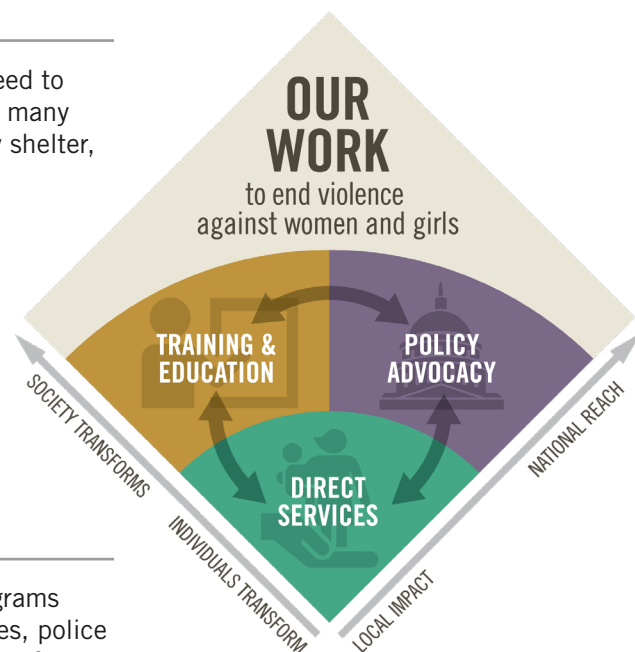 eed to
many
shelter,
OUR
WORK
to end violence
against women and girls
TRAINING &
EDUCATION
POLICY
ADVOCACY
DIRECT
SERVICES
SOCIETY TRANSFORMS
INDIVIDUALS TRANSFORM
LOCAL IMPACT
NATIONAL REACH
grams
es, police